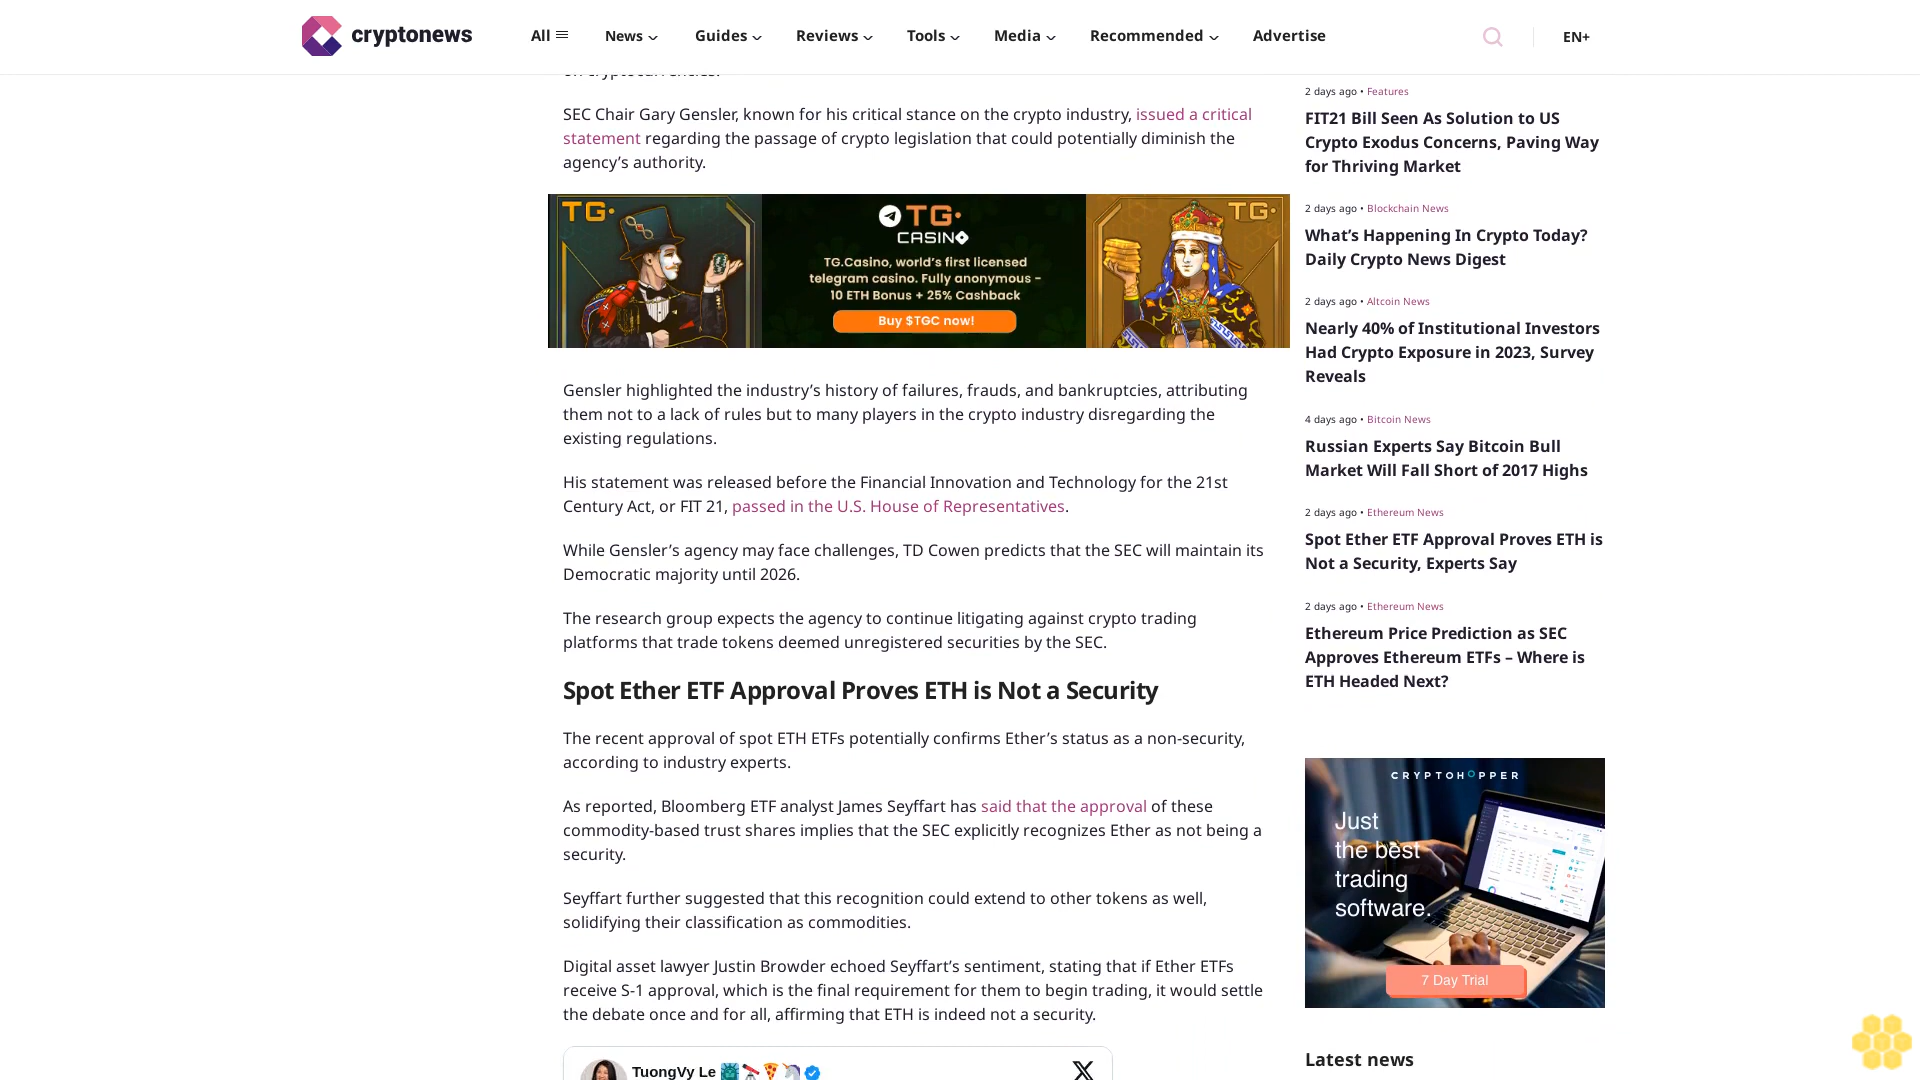 cryptonews
All
News
Guides
Reviews
Tools
Media
Recommended
Advertise
EN+
on cryptocurrencies.
SEC Chair Gary Gensler, known for his critical stance on the crypto industry, issued a critical
statement regarding the passage of crypto legislation that could potentially diminish the
agency’s authority.
TG.
TG.
CASINO
TG.Casino, world’s first licensed
telegram casino. Fully anonymous –
10 ETH Bonus + 25% Cashback
Buy $TGC now!
TG.
Gensler highlighted the industry’s history of failures, frauds, and bankruptcies, attributing
them not to a lack of rules but to many players in the crypto industry disregarding the
existing regulations.
His statement was released before the Financial Innovation and Technology for the 21st
Century Act, or FIT 21, passed in the U.S. House of Representatives.
While Gensler’s agency may face challenges, TD Cowen predicts that the SEC will maintain its
Democratic majority until 2026.
The research group expects the agency to continue litigating against crypto trading
platforms that trade tokens deemed unregistered securities by the SEC.
Spot Ether ETF Approval Proves ETH is Not a Security
The recent approval of spot ETH ETFs potentially confirms Ether’s status as a non-security,
according to industry experts.
As reported, Bloomberg ETF analyst James Seyffart has said that the approval of these
commodity-based trust shares implies that the SEC explicitly recognizes Ether as not being a
security.
Seyffart further suggested that this recognition could extend to other tokens as well,
solidifying their classification as commodities.
Digital asset lawyer Justin Browder echoed Seyffart’s sentiment, stating that if Ether ETFs
receive S-1 approval, which is the final requirement for them to begin trading, it would settle
the debate once and for all, affirming that ETH is indeed not a security.
TuongVy Le
2 days ago • Features
FIT21 Bill Seen As Solution to US
Crypto Exodus Concerns, Paving Way
for Thriving Market
2 days ago • Blockchain News
What’s Happening In Crypto Today?
Daily Crypto News Digest
2 days ago • Altcoin News
Nearly 40% of Institutional Investors
Had Crypto Exposure in 2023, Survey
Reveals
4 days ago • Bitcoin News
Russian Experts Say Bitcoin Bull
Market Will Fall Short of 2017 Highs
2 days ago • Ethereum News
Spot Ether ETF Approval Proves ETH is
Not a Security, Experts Say
2 days ago • Ethereum News
Ethereum Price Prediction as SEC
Approves Ethereum ETFs – Where is
ETH Headed Next?
CRYPTOHOPPER
Just
the best
trading
software.
7 Day Trial
Latest news